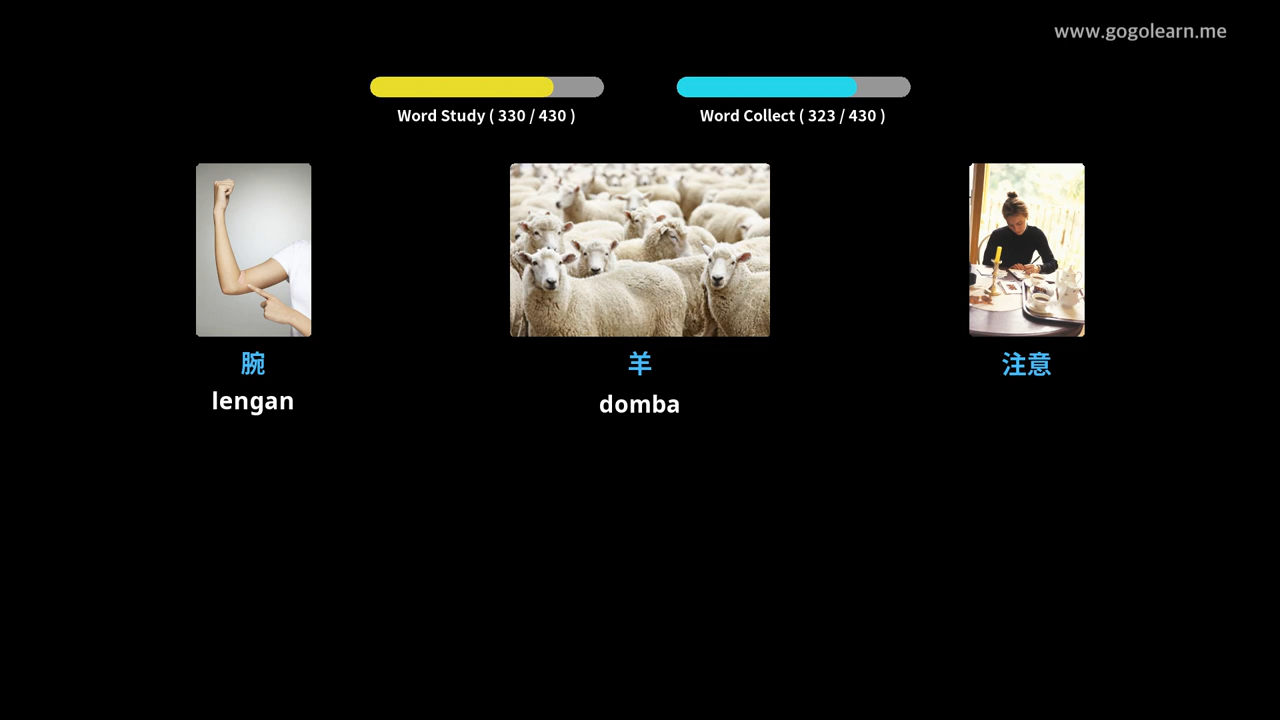 www.gogolearn.me
Word Study ( 330 / 430 )
Word Collect ( 323 / 430 )
腕
lengan
羊
domba
注意